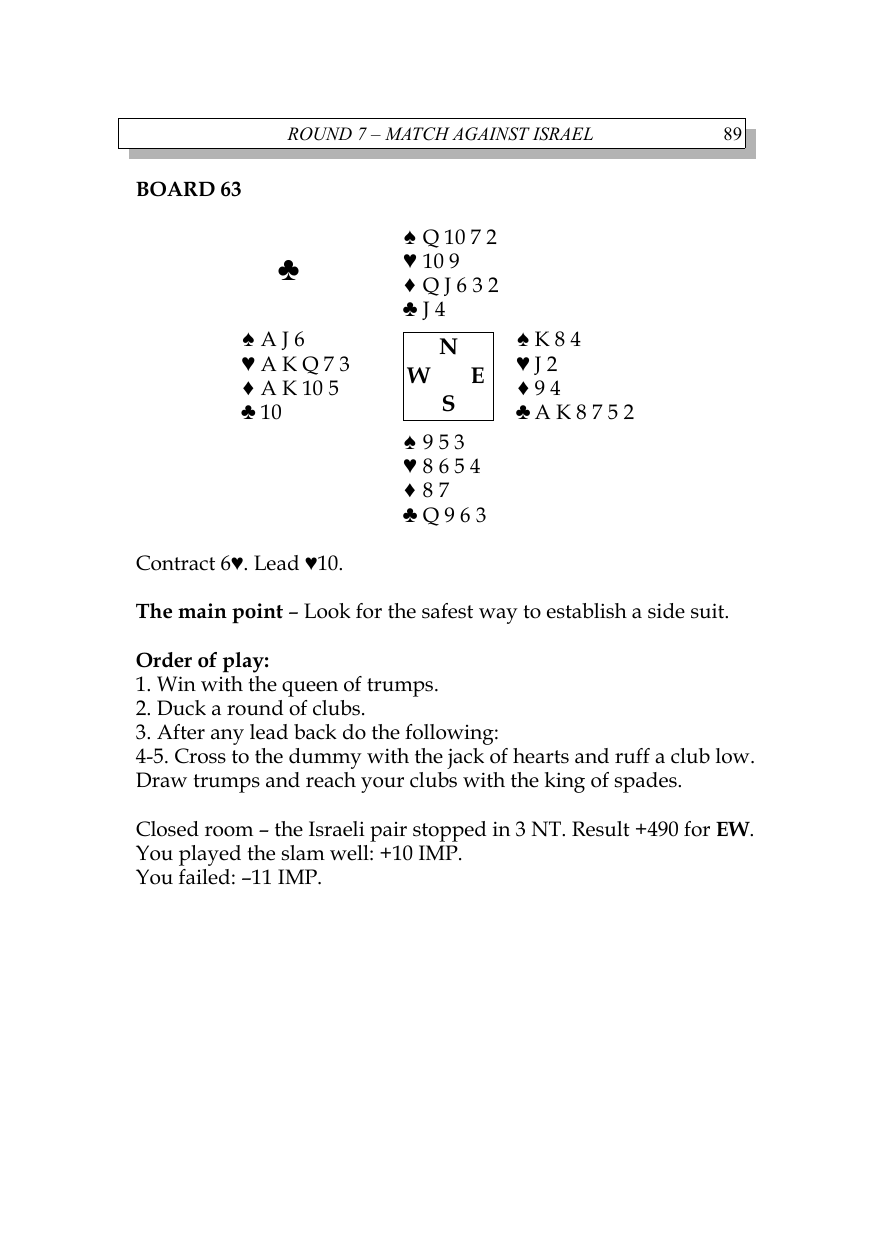 ROUND 7 – MATCH AGAINST ISRAEL 89
BOARD 63
♠ Q 10 7 2
♥ 10 9
♣
♦ Q J 6 3 2
♣ J 4
♠ A J 6
♥ A K Q 7 3
♦ A K 10 5
♣ 10
N
W E
S
♠ K 8 4
♥ J 2
♦ 9 4
♣ A K 8 7 5 2
♠ 9 5 3
♥ 8 6 5 4
♦ 8 7
♣ Q 9 6 3
Contract 6♥. Lead ♥10.
The main point – Look for the safest way to establish a side suit.
Order of play:
1. Win with the queen of trumps.
2. Duck a round of clubs.
3. After any lead back do the following:
4-5. Cross to the dummy with the jack of hearts and ruff a club low.
Draw trumps and reach your clubs with the king of spades.
Closed room – the Israeli pair stopped in 3 NT. Result +490 for EW.
You played the slam well: +10 IMP.
You failed: –11 IMP.